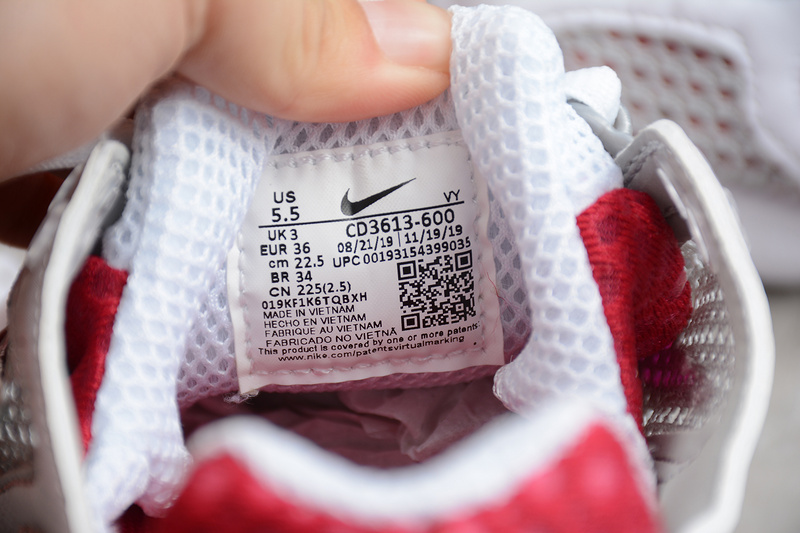 US
5.5
VY
UK 3
CD3613-600
EUR 36
08/21/19 | 11/19/19
cm 22.5
UPC 00193154399035
BR 34
CN 225(2.5)
019KF1K6TQBXH
MADE IN VIETNAM
HECHO EN VIETNAM
FABRIQUE AU VIETNAM
FABRICADO NO VIETNÃ
This product is covered by one or more patents.
www.nike.com/patentsvirtualmarking